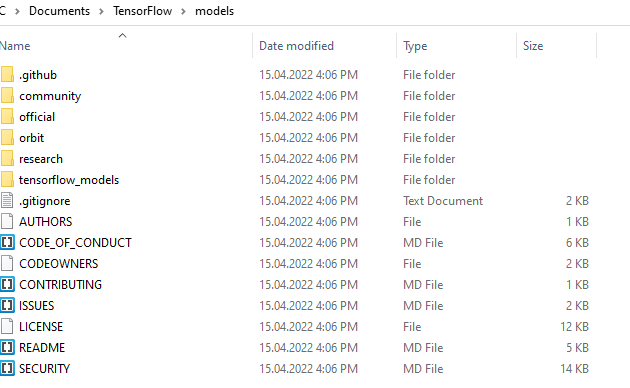 C > Documents > TensorFlow > models
Name Date modified Type Size
.github 15.04.2022 4:06 PM File folder
community 15.04.2022 4:06 PM File folder
official 15.04.2022 4:06 PM File folder
orbit 15.04.2022 4:06 PM File folder
research 15.04.2022 4:06 PM File folder
tensorflow_models 15.04.2022 4:06 PM File folder
.gitignore 15.04.2022 4:06 PM Text Document 2 KB
AUTHORS 15.04.2022 4:06 PM File 1 KB
CODE_OF_CONDUCT 15.04.2022 4:06 PM MD File 6 KB
CODEOWNERS 15.04.2022 4:06 PM File 2 KB
CONTRIBUTING 15.04.2022 4:06 PM MD File 1 KB
ISSUES 15.04.2022 4:06 PM MD File 2 KB
LICENSE 15.04.2022 4:06 PM File 12 KB
README 15.04.2022 4:06 PM MD File 5 KB
SECURITY 15.04.2022 4:06 PM MD File 14 KB